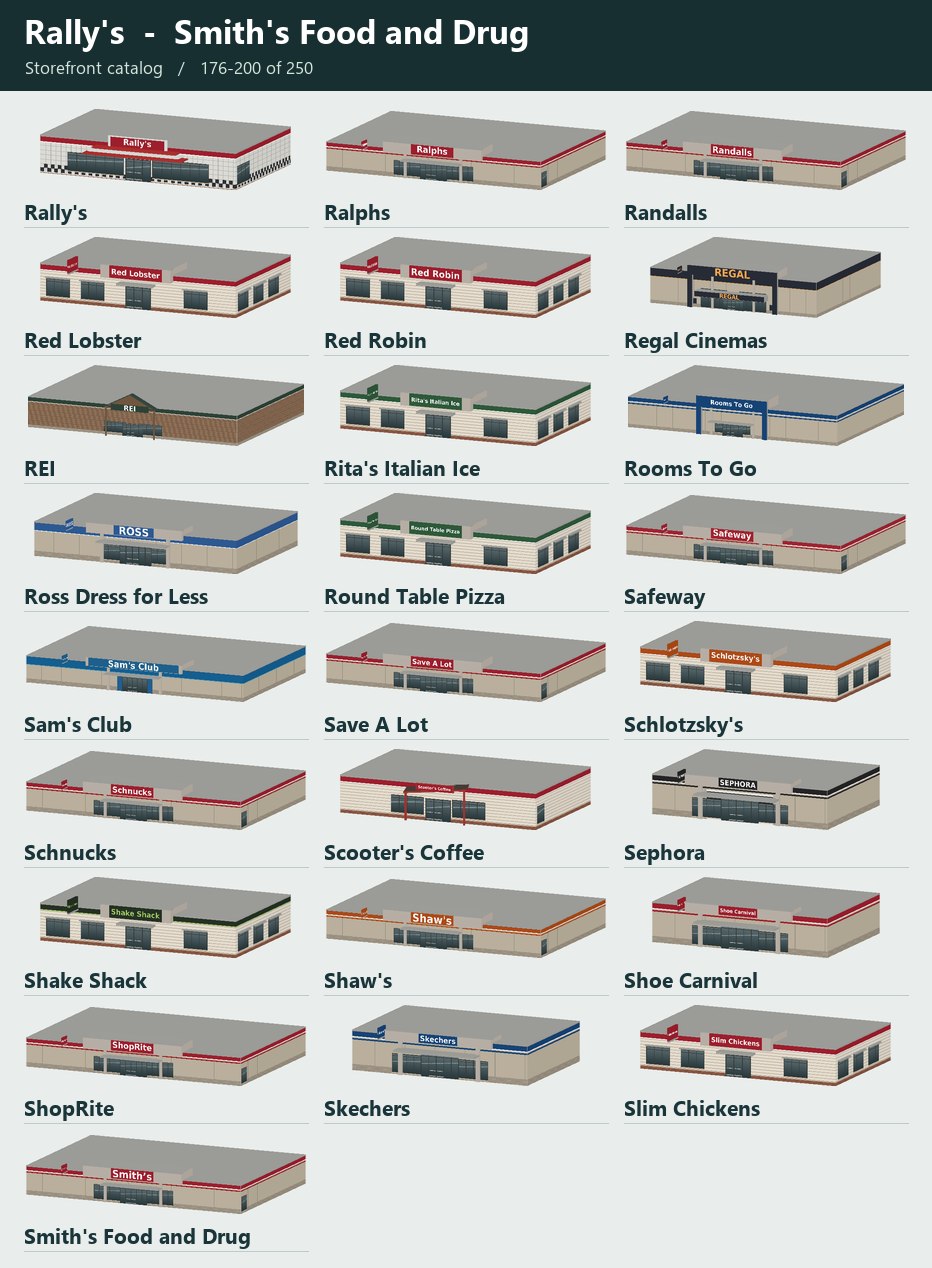 Rally's - Smith's Food and Drug
Storefront catalog / 176-200 of 250
Rally's
Ralphs
Randalls
Rally's
Ralphs
Randalls
Red Lobster
Red Robin
REGAL
REGAL
Red Lobster
Red Robin
Regal Cinemas
REI
Rita's Italian Ice
Rooms To Go
REI
Rita's Italian Ice
Rooms To Go
ROSS
Round Table Pizza
Safeway
Ross Dress for Less
Round Table Pizza
Safeway
Sam's Club
Save A Lot
Schlotzsky's
Sam's Club
Save A Lot
Schlotzsky's
Schnucks
Scooter's Coffee
SEPHORA
Schnucks
Scooter's Coffee
Sephora
Shake Shack
Shaw's
Shoe Carnival
Shake Shack
Shaw's
Shoe Carnival
ShopRite
Skechers
Slim Chickens
ShopRite
Skechers
Slim Chickens
Smith's
Smith's Food and Drug